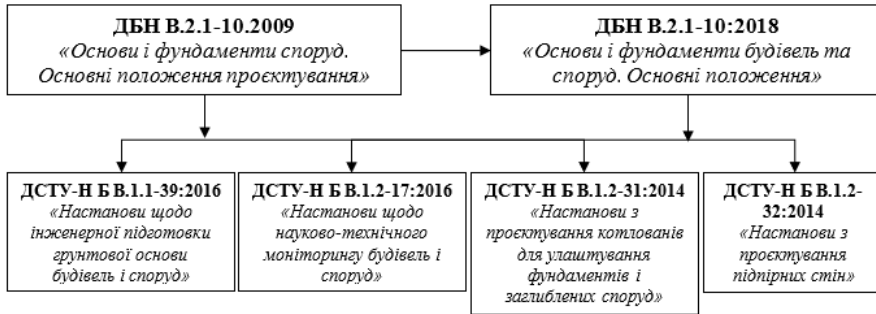 ДБН В.2.1-10.2009
«Основи і фундаменти споруд.
Основні положення проєктування»
ДБН В.2.1-10:2018
«Основи і фундаменти будівель та
споруд. Основні положення»
ДСТУ-Н Б В.1.1-39:2016
«Настанови щодо
інженерної підготовки
грунтової основи
будівель і споруд»
ДСТУ-Н Б В.1.2-17:2016
«Настанови щодо
науково-технічного
моніторингу будівель і
споруд»
ДСТУ-Н Б В.1.2-31:2014
«Настанови з
проєктування котлованів
для улаштування
фундаментів і
заглиблених споруд»
ДСТУ-Н Б В.1.2-
32:2014
«Настанови з
проєктування
підпірних стін»